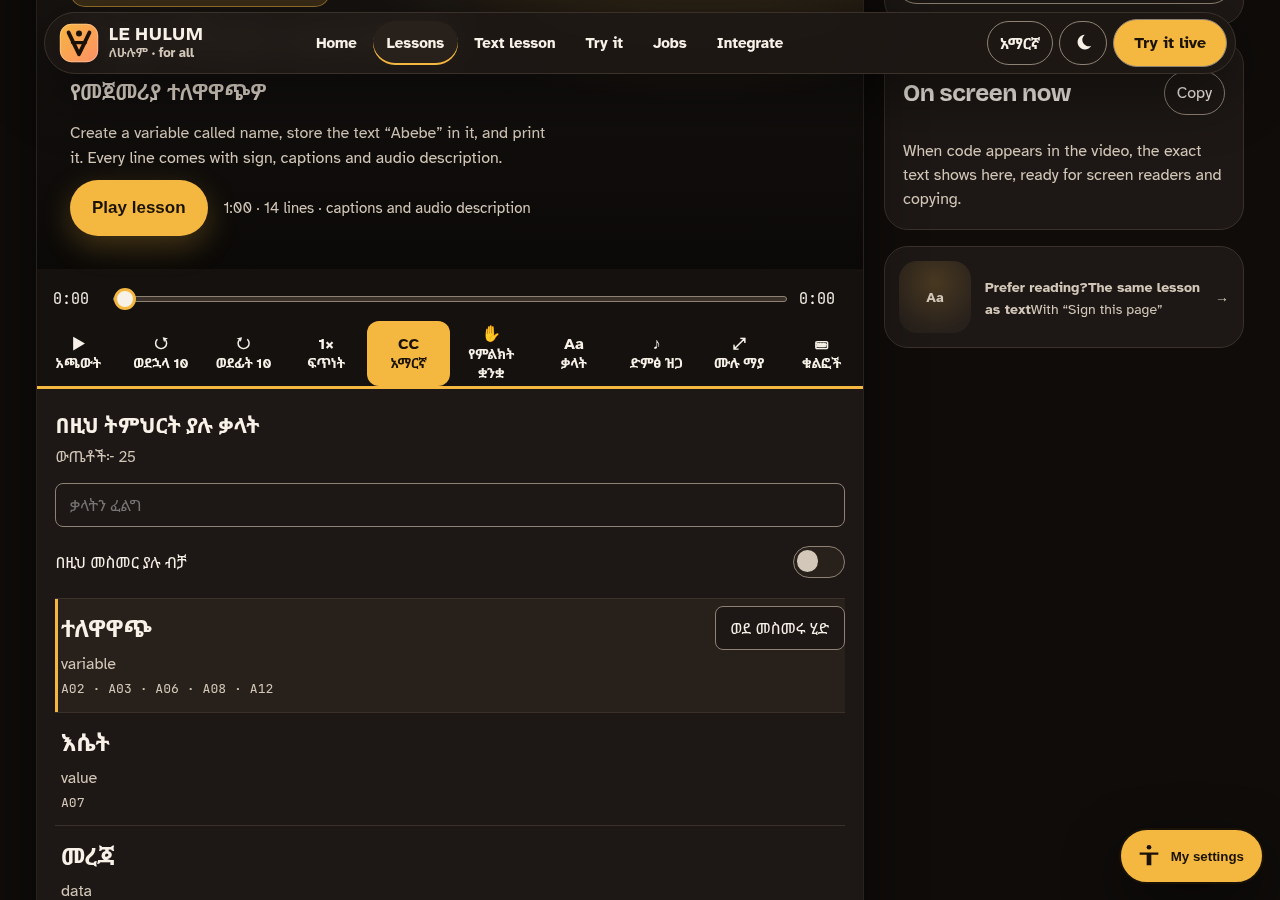 LE HULUM
ለሁሉም · for all
Home
Lessons
Text lesson
Try it
Jobs
Integrate
አማርኛ
Try it live
የመጀመሪያ ተለዋዋጭዎ
Create a variable called name, store the text “Abebe” in it, and print
it. Every line comes with sign, captions and audio description.
Play lesson
1:00 · 14 lines · captions and audio description
0:00
0:00
አጫውት
ወደኋላ 10
ወደፊት 10
1×
ፍጥነት
CC
አማርኛ
የምልክት
ቋንቋ
Aa
ቃላት
ድምፅ ዝጋ
ሙሉ ማያ
ቁልፎች
በዚህ ትምህርት ያሉ ቃላት
ውጤቶች፦ 25
ቃላትን ፈልግ
በዚህ መስመር ያሉ ብቻ
ተለዋዋጭ
ወደ መስመሩ ሂድ
variable
A02 · A03 · A06 · A08 · A12
እሴት
value
A07
መረጃ
data
On screen now
Copy
When code appears in the video, the exact
text shows here, ready for screen readers and
copying.
Aa
Prefer reading?The same lesson
as textWith “Sign this page”
→
My settings